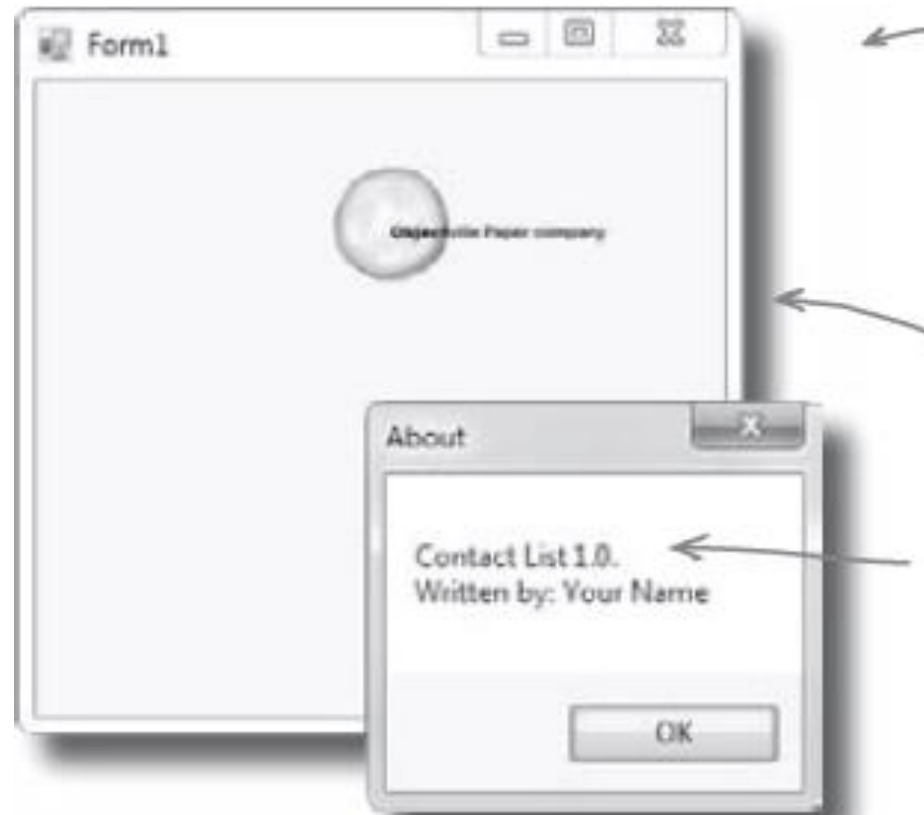 Form1
Objectville Paper company
About
Contact List 1.0.
Written by: Your Name
OK